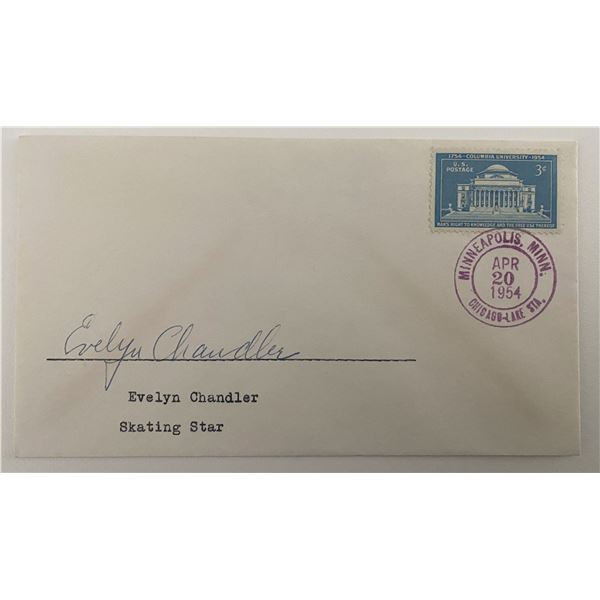 1754 · COLUMBIA UNIVERSITY · 1954
U.S. POSTAGE 3¢
MAN'S RIGHT TO KNOWLEDGE AND THE FREE USE THEREOF
MINNEAPOLIS, MINN.
APR
20
1954
CHICAGO-LAKE STA.
Evelyn Chandler
Evelyn Chandler
Skating Star